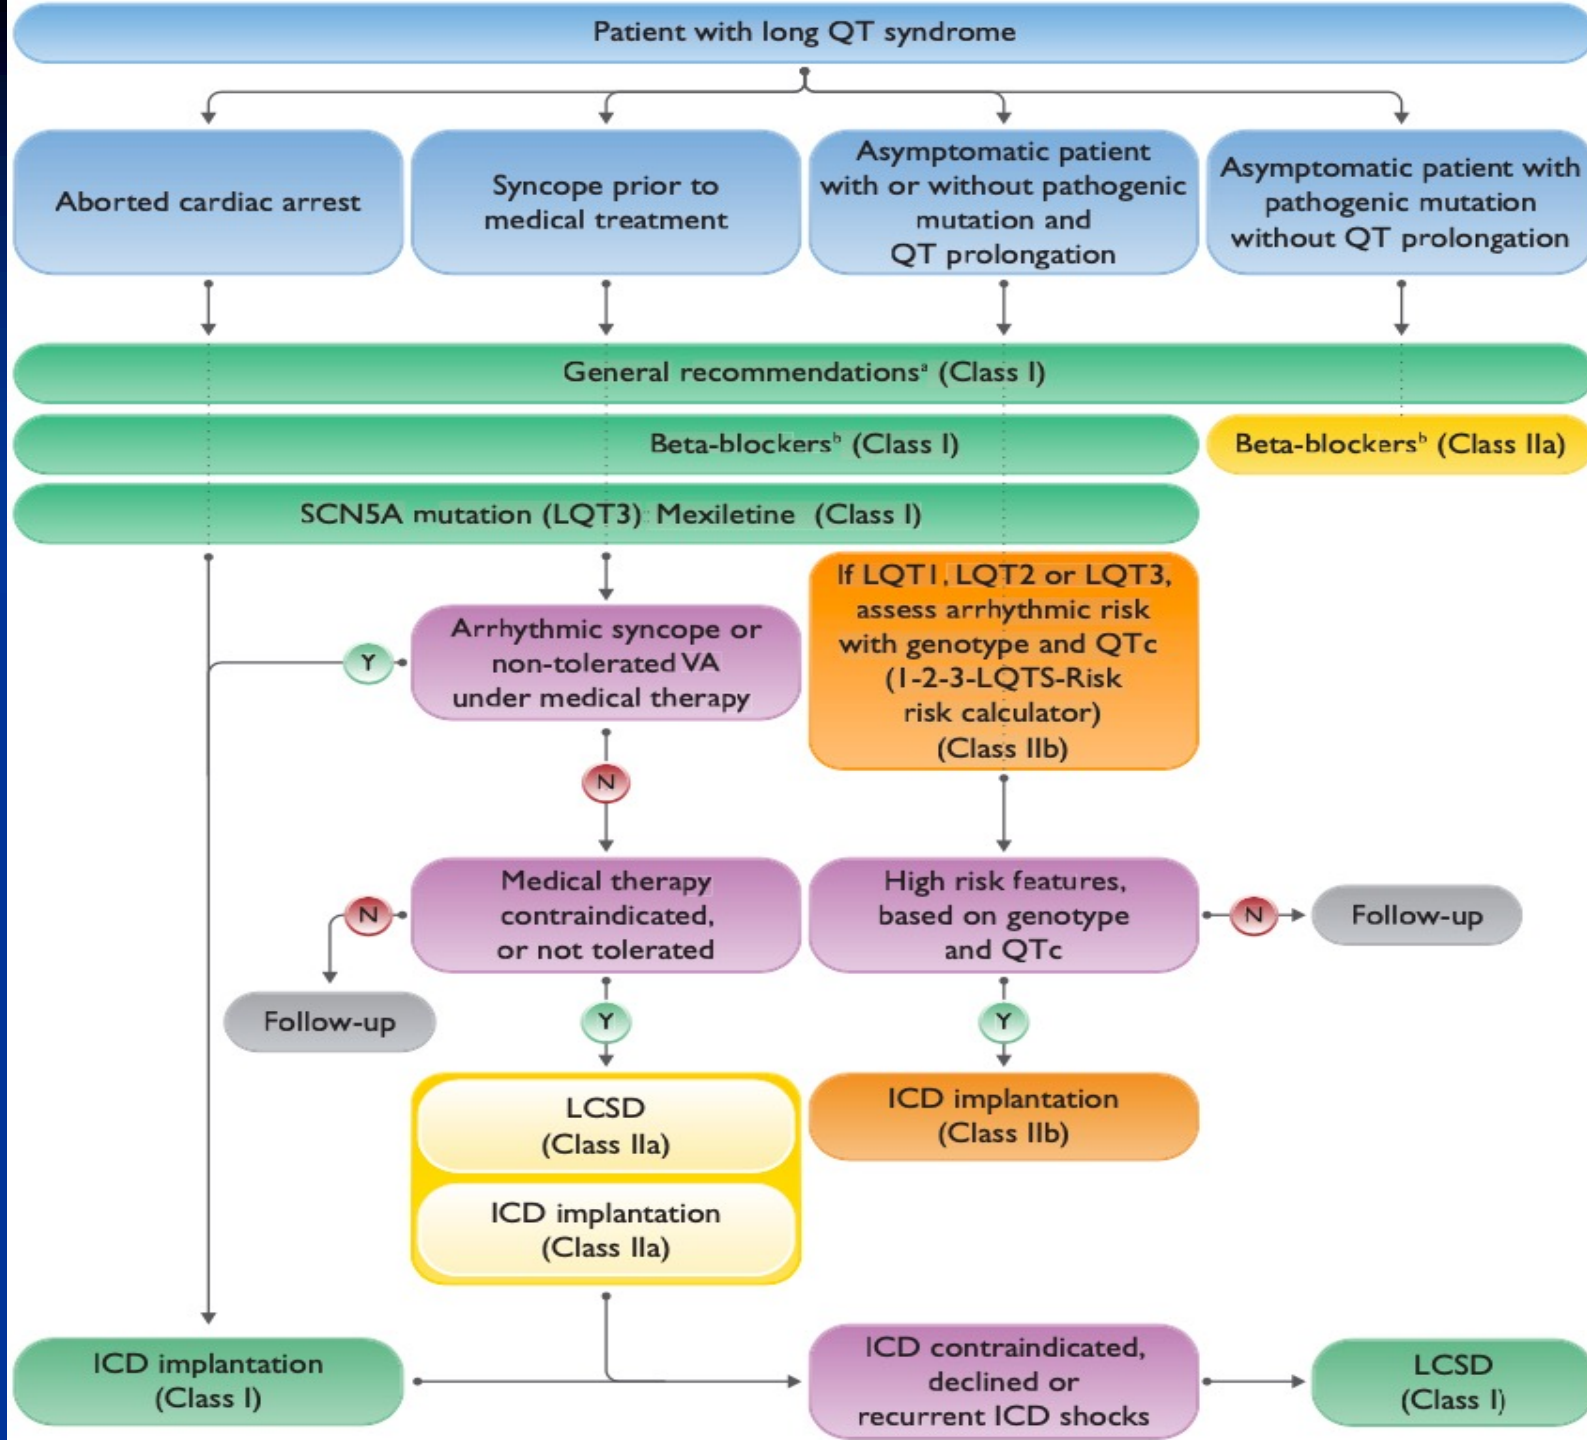 Patient with long QT syndrome
Aborted cardiac arrest
Syncope prior to
medical treatment
Asymptomatic patient
with or without pathogenic
mutation and
QT prolongation
Asymptomatic patient with
pathogenic mutation
without QT prolongation
General recommendationsᵃ (Class I)
Beta-blockersᵇ (Class I)
Beta-blockersᵇ (Class IIa)
SCN5A mutation (LQT3) Mexiletine (Class I)
Arrhythmic syncope or
non-tolerated VA
under medical therapy
Y
N
If LQT1, LQT2 or LQT3,
assess arrhythmic risk
with genotype and QTc
(1-2-3-LQTS-Risk
risk calculator)
(Class IIb)
Medical therapy
contraindicated,
or not tolerated
N
Follow-up
Y
High risk features,
based on genotype
and QTc
N
Follow-up
Y
LCSD
(Class IIa)
ICD implantation
(Class IIa)
ICD implantation
(Class IIb)
ICD implantation
(Class I)
ICD contraindicated,
declined or
recurrent ICD shocks
LCSD
(Class I)